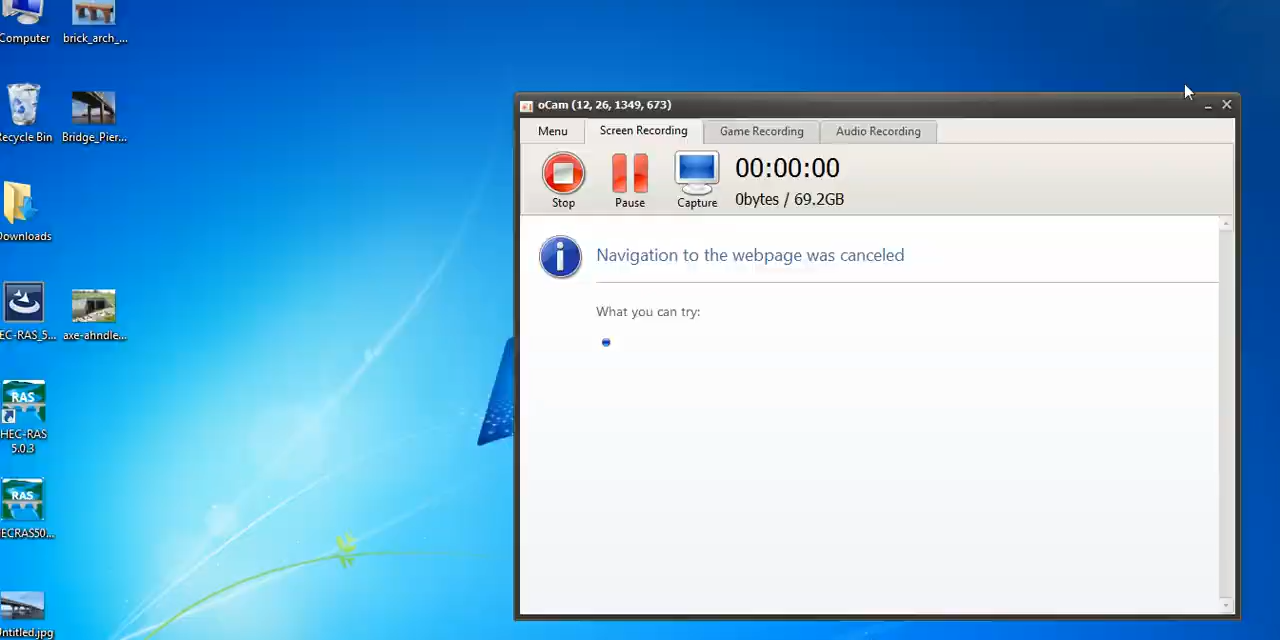 Computer
brick_arch_...
Recycle Bin
Bridge_Pier...
Downloads
EC-RAS_5...
axe-ahndle...
RAS
HEC-RAS
5.0.3
RAS
ECRAS50...
Untitled.jpg
oCam (12, 26, 1349, 673)
Menu
Screen Recording
Game Recording
Audio Recording
Stop
Pause
Capture
00:00:00
0bytes / 69.2GB
Navigation to the webpage was canceled
What you can try: